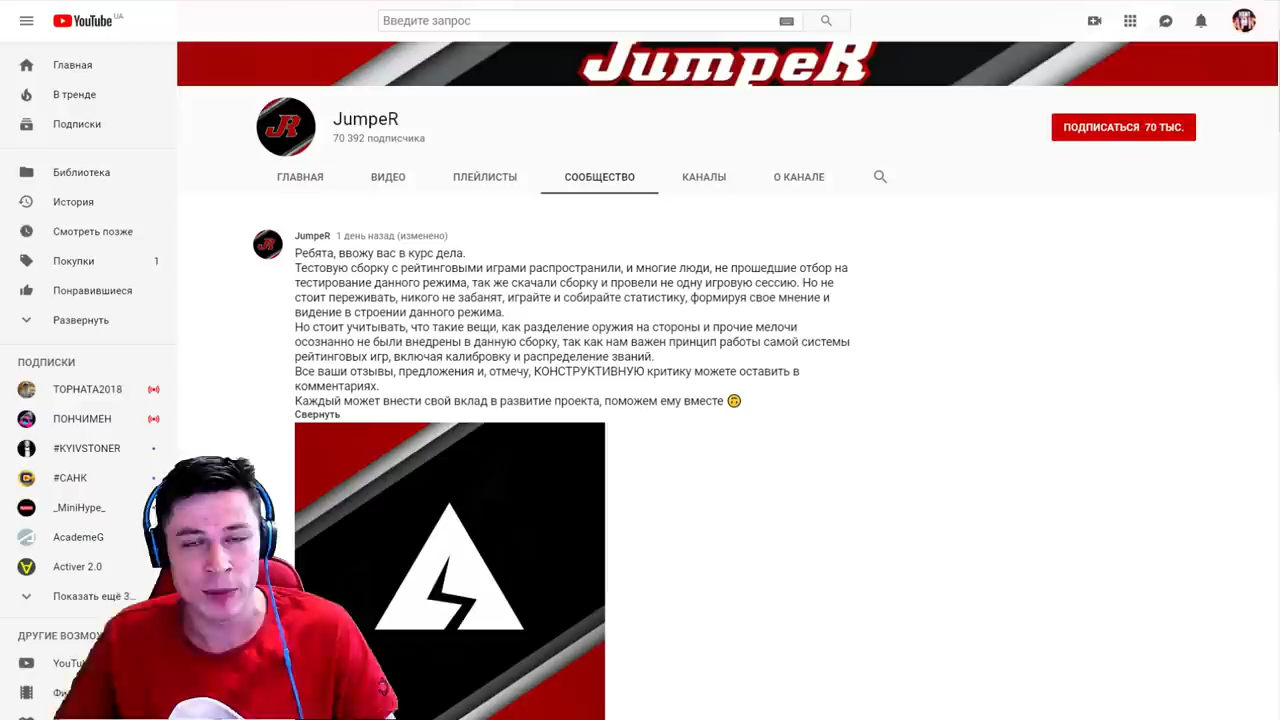 YouTube UA
Введите запрос
Главная
В тренде
Подписки
Библиотека
История
Смотреть позже
Покупки 1
Понравившиеся
Развернуть
ПОДПИСКИ
TOPHATA2018
ПОНЧИМЕН
#KYIVSTONER
#САНК
_MiniHype_
AcademeG
Activer 2.0
Показать ещё 3...
ДРУГИЕ ВОЗМОЖ
YouTu
Фи
JumpeR
JR
JumpeR
70 392 подписчика
ПОДПИСАТЬСЯ 70 ТЫС.
ГЛАВНАЯ ВИДЕО ПЛЕЙЛИСТЫ СООБЩЕСТВО КАНАЛЫ О КАНАЛЕ
JR
JumpeR 1 день назад (изменено)
Ребята, ввожу вас в курс дела.
Тестовую сборку с рейтинговыми играми распространили, и многие люди, не прошедшие отбор на
тестирование данного режима, так же скачали сборку и провели не одну игровую сессию. Но не
стоит переживать, никого не забанят, играйте и собирайте статистику, формируя свое мнение и
видение в строении данного режима.
Но стоит учитывать, что такие вещи, как разделение оружия на стороны и прочие мелочи
осознанно не были внедрены в данную сборку, так как нам важен принцип работы самой системы
рейтинговых игр, включая калибровку и распределение званий.
Все ваши отзывы, предложения и, отмечу, КОНСТРУКТИВНУЮ критику можете оставить в
комментариях.
Каждый может внести свой вклад в развитие проекта, поможем ему вместе 🙃
Свернуть